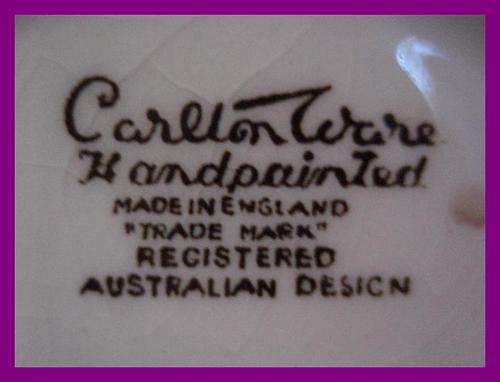 Carlton Ware
Handpainted
MADE IN ENGLAND
"TRADE MARK"
REGISTERED
AUSTRALIAN DESIGN